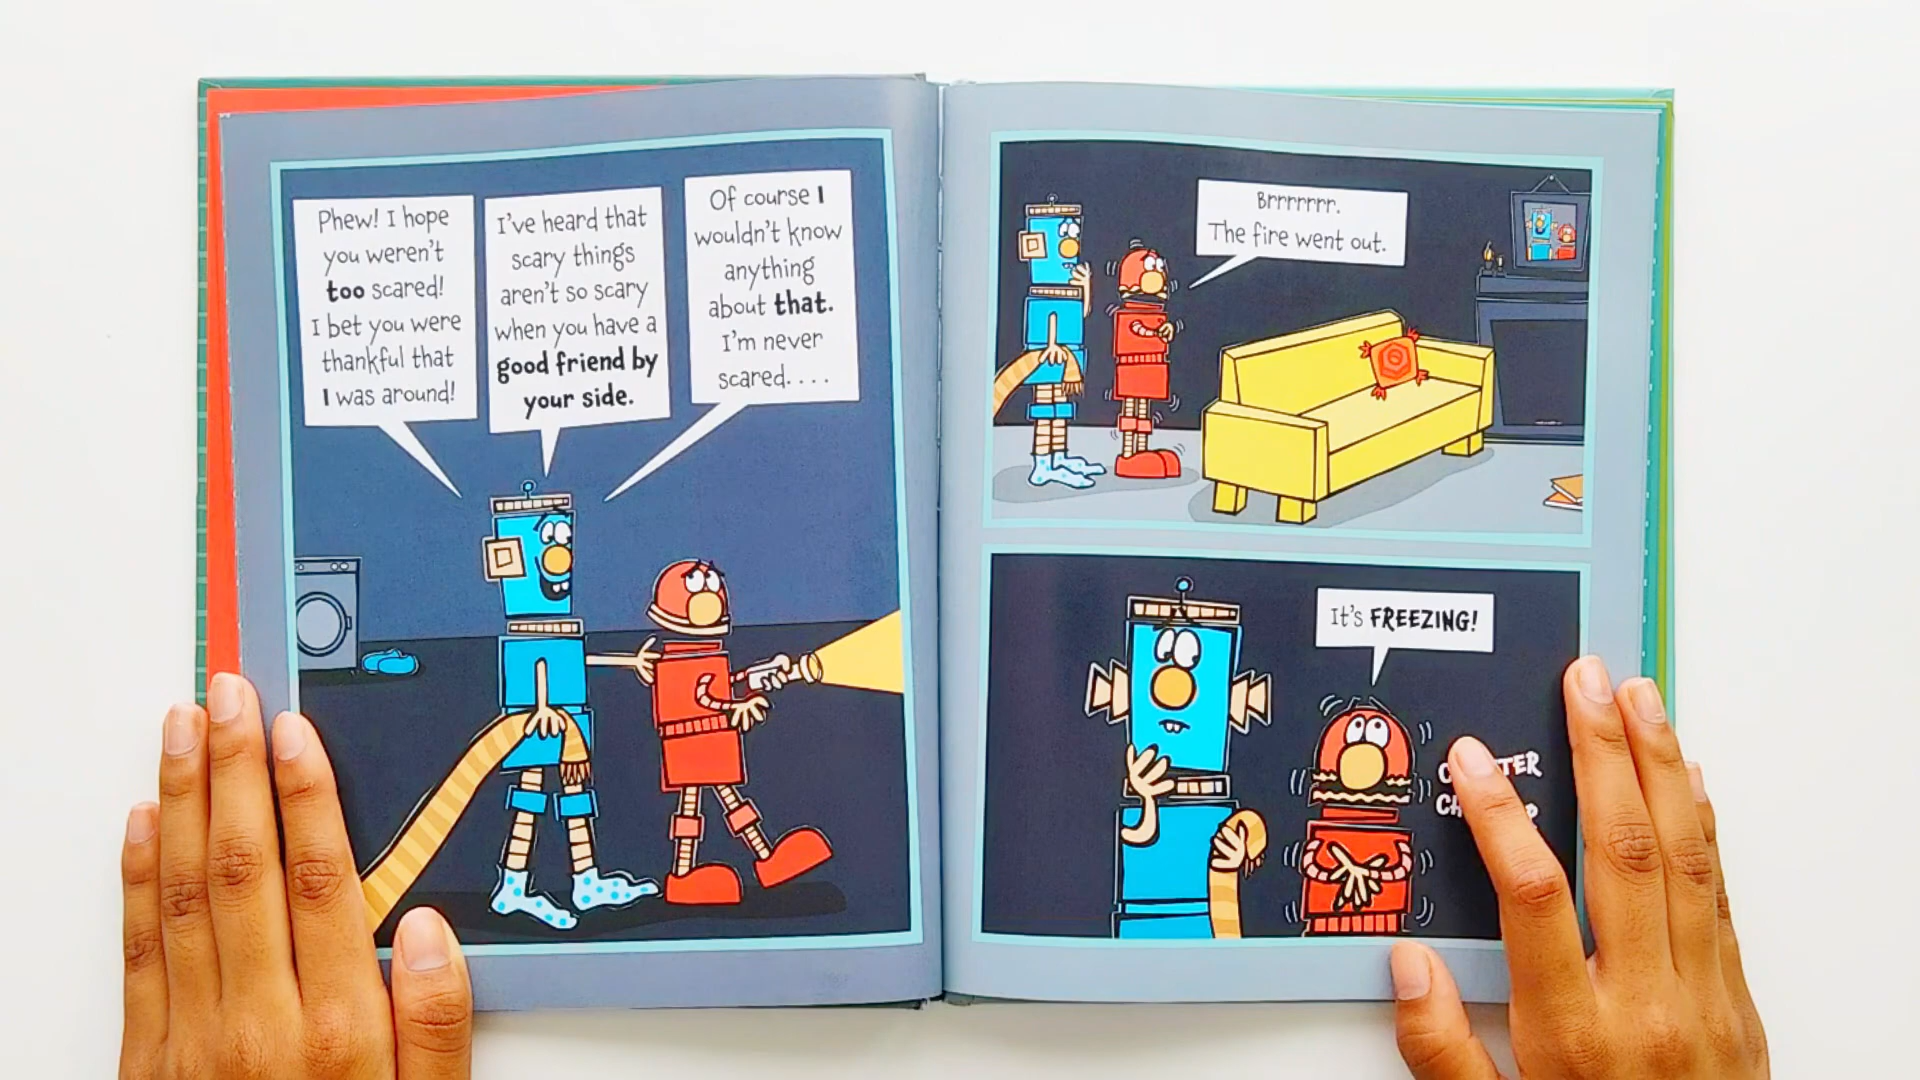 Phew! I hope
you weren't
too scared!
I bet you were
thankful that
I was around!
I've heard that
scary things
aren't so scary
when you have a
good friend by
your side.
Of course I
wouldn't know
anything
about that.
I'm never
scared. . . .
Brrrrrrr.
The fire went out.
It's FREEZING!